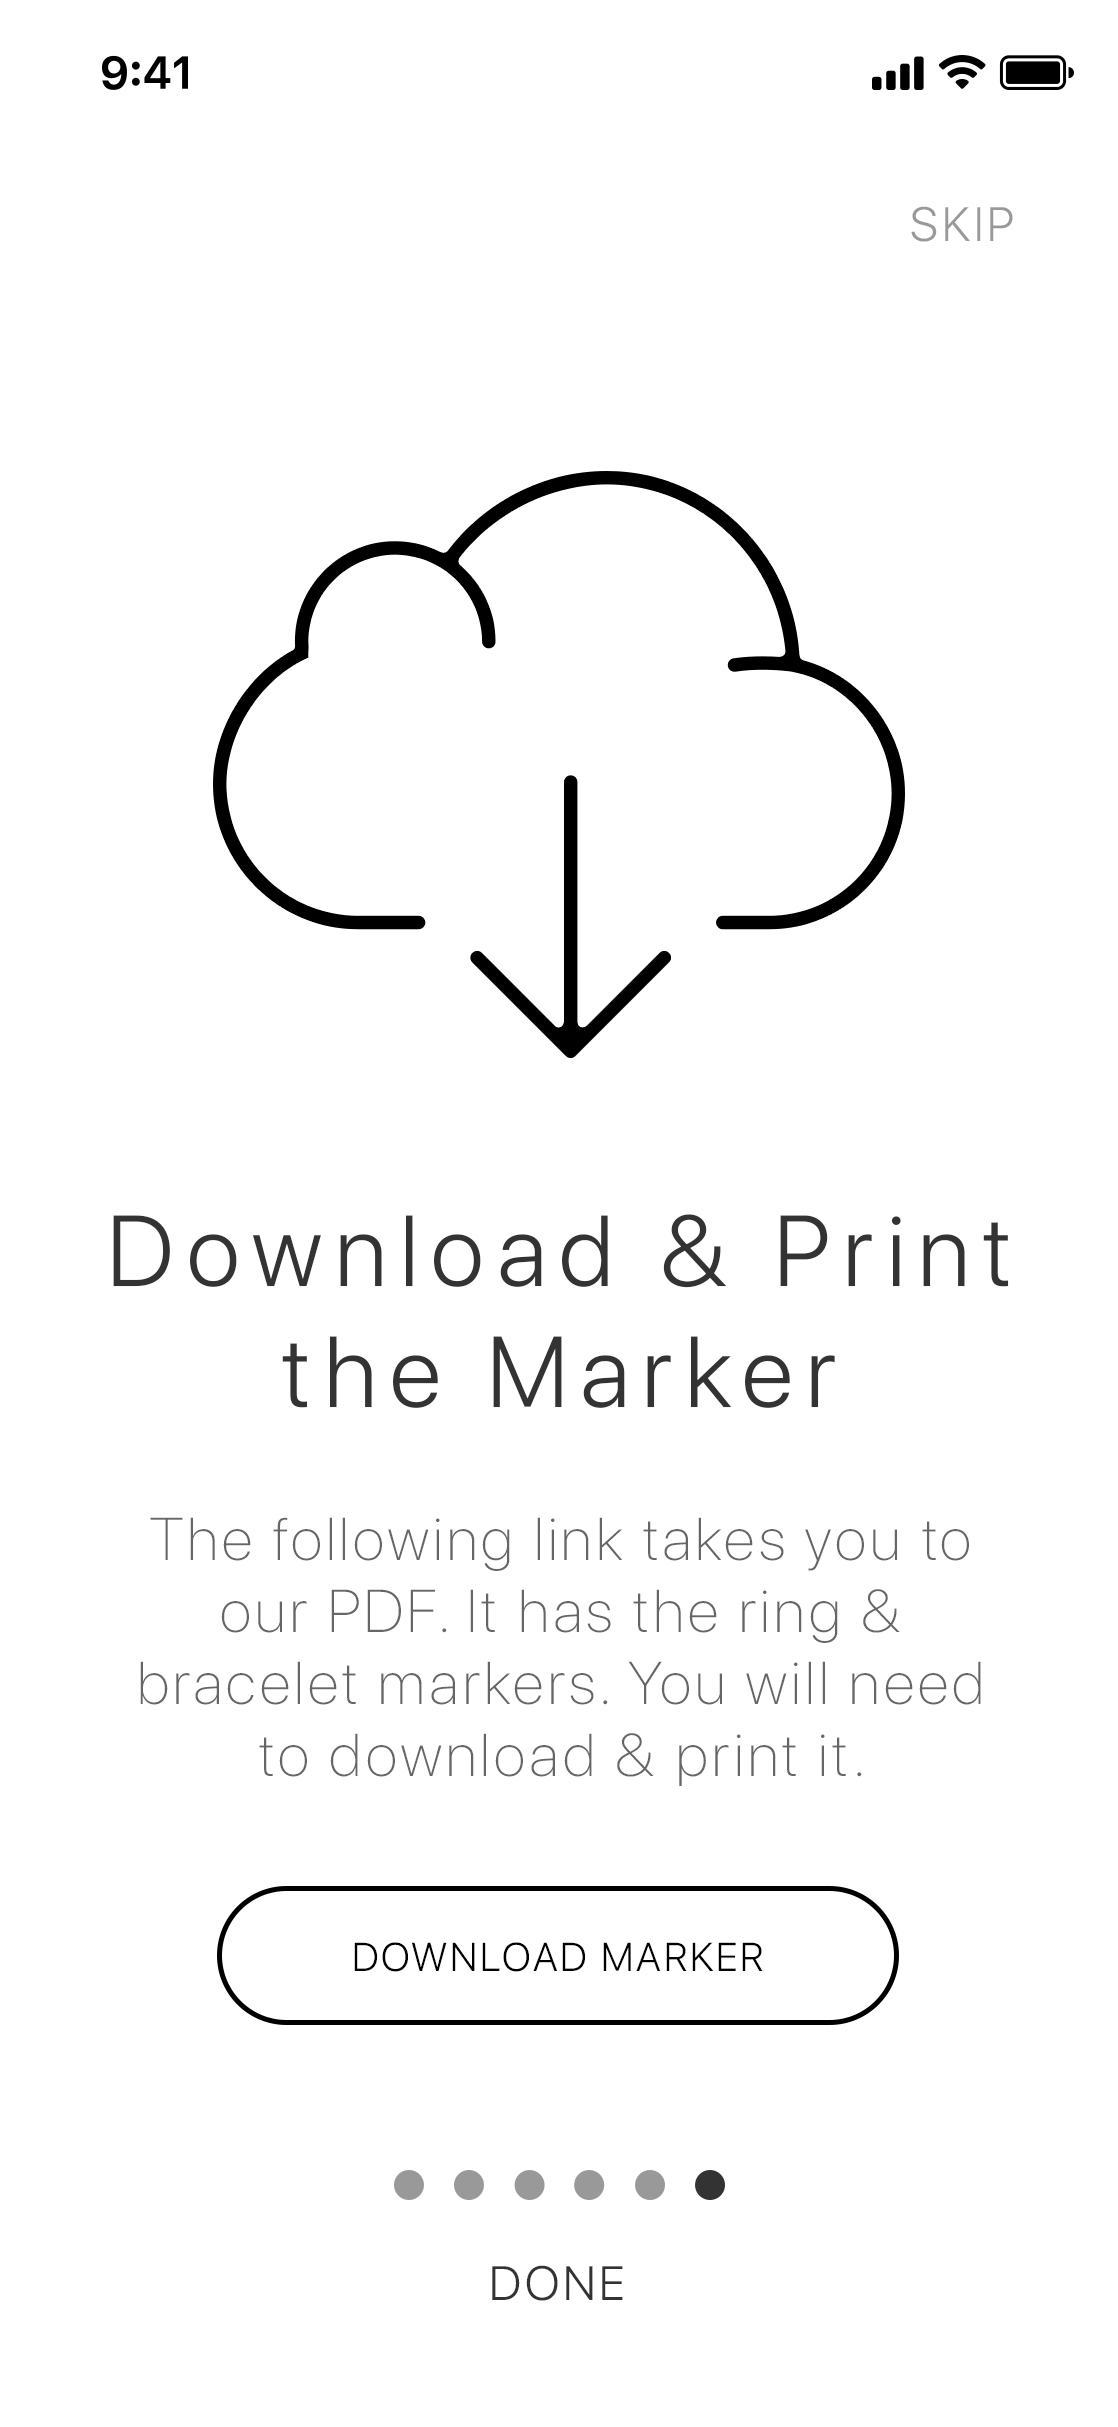 9:41
SKIP
Download & Print
the Marker
The following link takes you to
our PDF. It has the ring &
bracelet markers. You will need
to download & print it.
DOWNLOAD MARKER
DONE